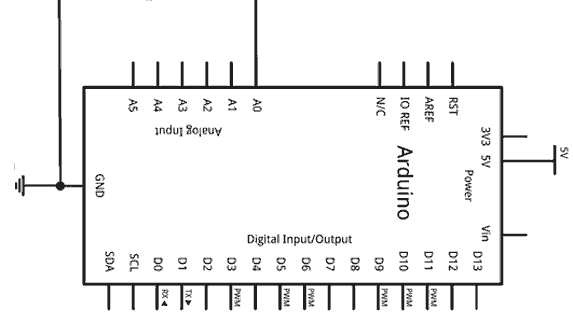 A5
A4
A3
A2
A1
A0
N/C
IO REF
AREF
RST
Analog Input
3V3
5V
5V
Arduino
Power
GND
Vin
Digital Input/Output
SDA
SCL
D0
D1
D2
D3
D4
D5
D6
D7
D8
D9
D10
D11
D12
D13
RX
TX
PWM
PWM
PWM
PWM
PWM
PWM